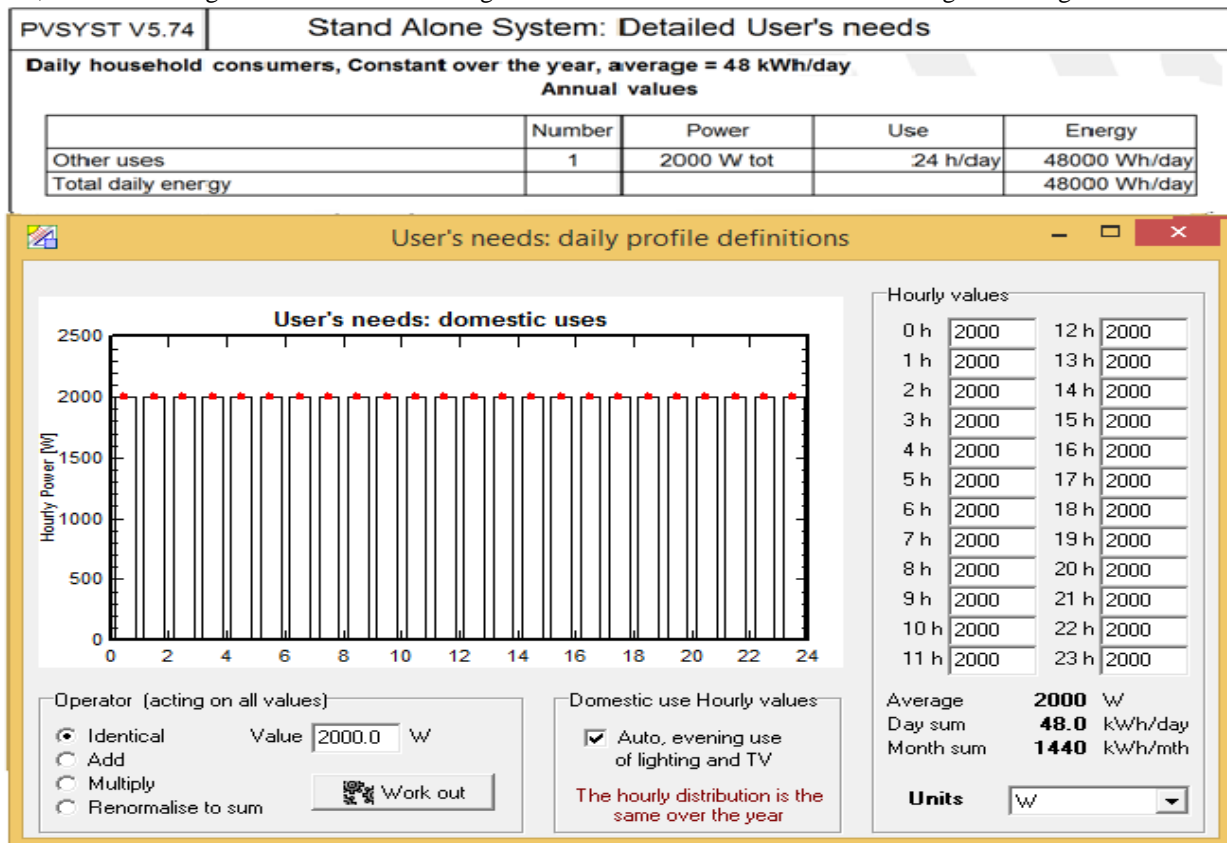 PVSYST V5.74
Stand Alone System: Detailed User's needs
Daily household consumers, Constant over the year, average = 48 kWh/day
Annual values
Number Power Use Energy
Other uses 1 2000 W tot 24 h/day 48000 Wh/day
Total daily energy 48000 Wh/day
User's needs: daily profile definitions
User's needs: domestic uses
Hourly Power [W]
2500
2000
1500
1000
500
0
0 2 4 6 8 10 12 14 16 18 20 22 24
Hourly values
0 h 2000 12 h 2000
1 h 2000 13 h 2000
2 h 2000 14 h 2000
3 h 2000 15 h 2000
4 h 2000 16 h 2000
5 h 2000 17 h 2000
6 h 2000 18 h 2000
7 h 2000 19 h 2000
8 h 2000 20 h 2000
9 h 2000 21 h 2000
10 h 2000 22 h 2000
11 h 2000 23 h 2000
Operator (acting on all values)
Identical Value 2000.0 W
Add
Multiply
Renormalise to sum
Work out
Domestic use Hourly values
Auto, evening use
of lighting and TV
The hourly distribution is the
same over the year
Average 2000 W
Day sum 48.0 kWh/day
Month sum 1440 kWh/mth
Units W